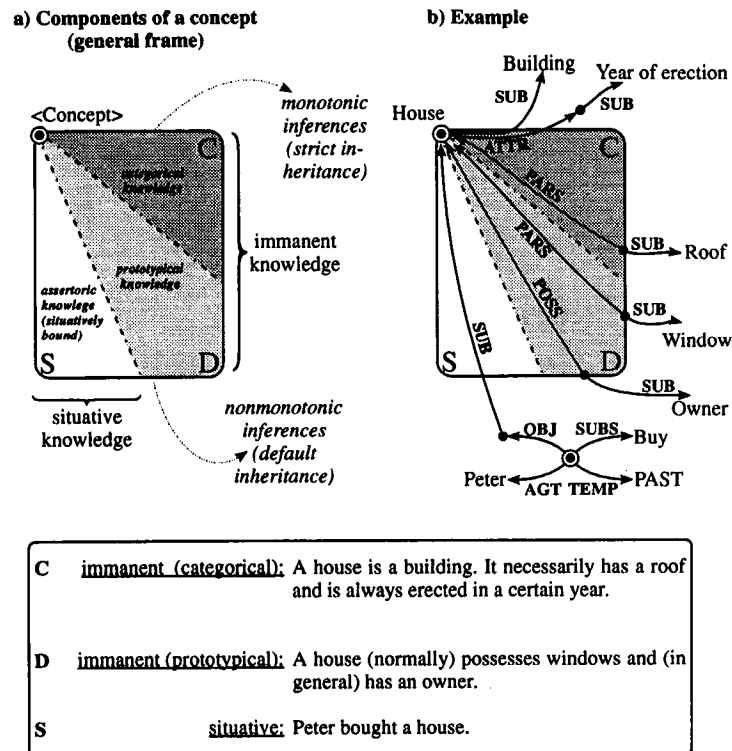 a) Components of a concept
(general frame)
<Concept>
C
categorical
knowledge
prototypical
knowledge
assertoric
knowlege
(situatively
bound)
S
D
situative
knowledge
monotonic
inferences
(strict in-
heritance)
immanent
knowledge
nonmonotonic
inferences
(default
inheritance)
b) Example
Building
Year of erection
SUB
SUB
House
ATTR
C
PARS
SUB
Roof
PARS
SUB
Window
POSS
SUB
S
D
SUB
Owner
OBJ
SUBS
Buy
Peter
AGT
TEMP
PAST
C immanent (categorical): A house is a building. It necessarily has a roof
and is always erected in a certain year.
D immanent (prototypical): A house (normally) possesses windows and (in
general) has an owner.
S situative: Peter bought a house.